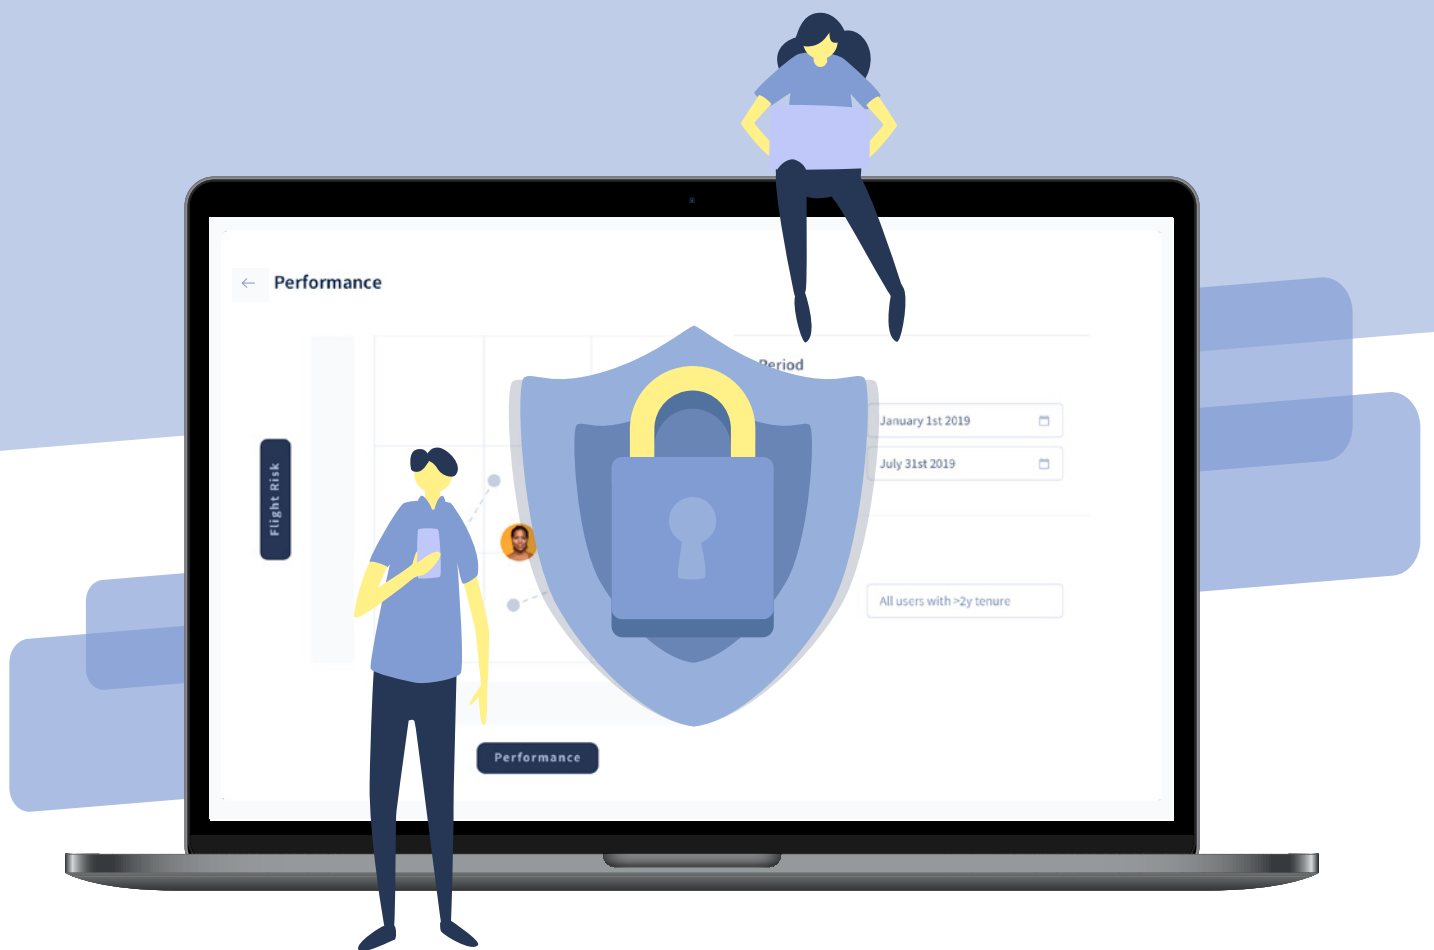 Performance
Period
January 1st 2019
July 31st 2019
Flight Risk
All users with >2y tenure
Performance